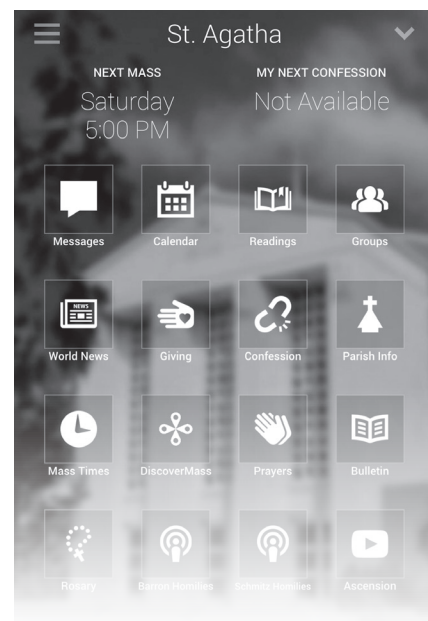 St. Agatha
NEXT MASS
Saturday
5:00 PM
MY NEXT CONFESSION
Not Available
Messages
Calendar
Readings
Groups
NEWS
World News
Giving
Confession
Parish Info
Mass Times
DiscoverMass
Prayers
Bulletin
Rosary
Barron Homilies
Schmitz Homilies
Ascension